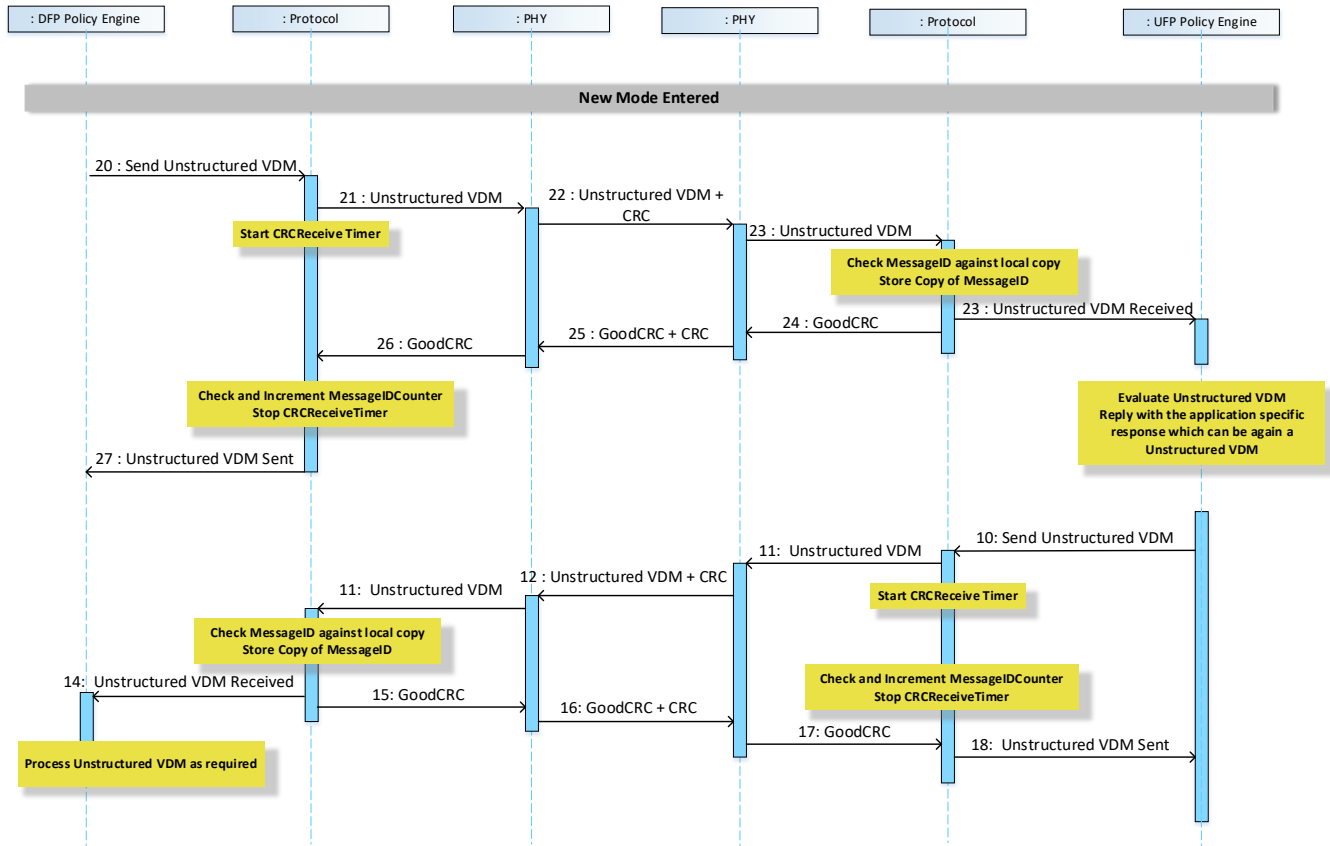 : DFP Policy Engine
: Protocol
: PHY
: PHY
: Protocol
: UFP Policy Engine
New Mode Entered
20 : Send Unstructured VDM
21 : Unstructured VDM
22 : Unstructured VDM +
CRC
23 : Unstructured VDM
Start CRCReceive Timer
Check MessageID against local copy
Store Copy of MessageID
23 : Unstructured VDM Received
24 : GoodCRC
25 : GoodCRC + CRC
26 : GoodCRC
Check and Increment MessageIDCounter
Stop CRCReceiveTimer
Evaluate Unstructured VDM
Reply with the application specific
response which can be again a
Unstructured VDM
27 : Unstructured VDM Sent
10: Send Unstructured VDM
11: Unstructured VDM
12 : Unstructured VDM + CRC
11: Unstructured VDM
Start CRCReceive Timer
Check MessageID against local copy
Store Copy of MessageID
14: Unstructured VDM Received
15: GoodCRC
16: GoodCRC + CRC
Check and Increment MessageIDCounter
Stop CRCReceiveTimer
17: GoodCRC
18: Unstructured VDM Sent
Process Unstructured VDM as required